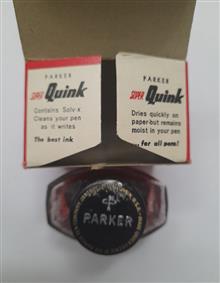 PARKER
SUPER Quink
Contains Solv-x
Cleans your pen
as it writes
The best ink
PARKER
SUPER Quink
Dries quickly on
paper-but remains
moist in your pen
... for all pens!
PARKER